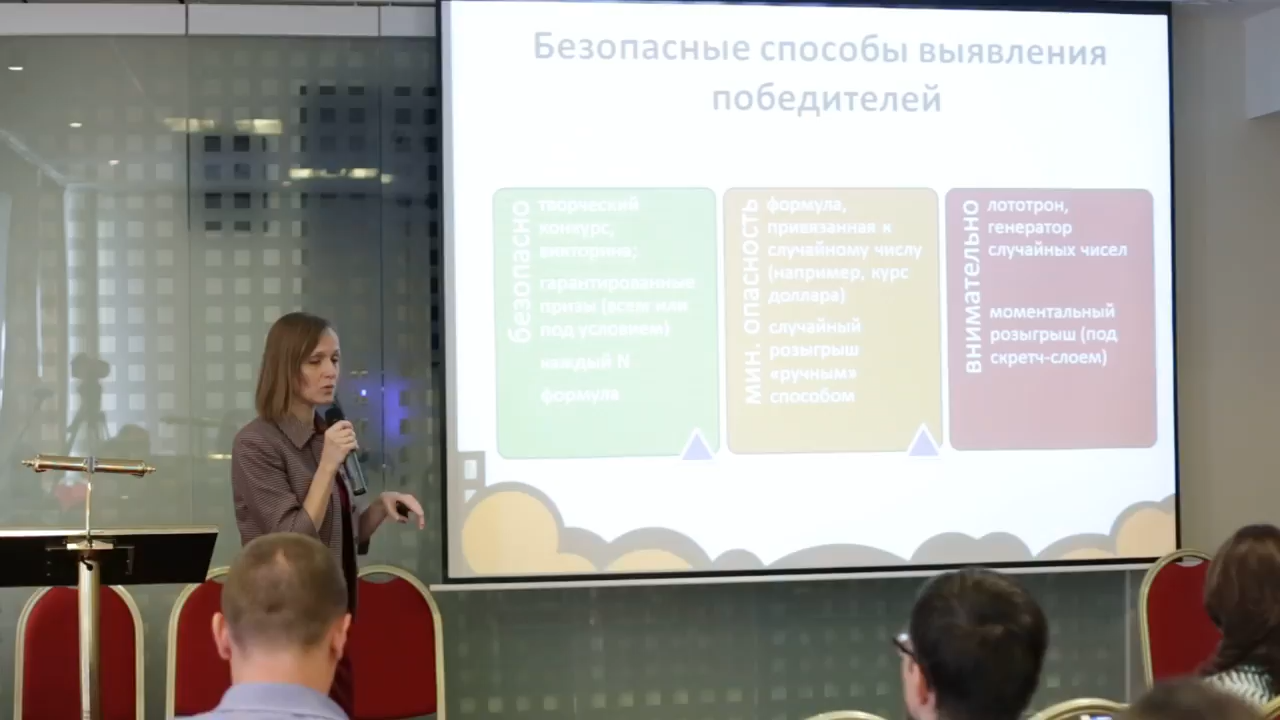 Безопасные способы выявления
победителей
безопасно
творческий
конкурс;
викторина;
гарантированные
призы (всем или
под условием)
каждый N
формула
мин. опасность
формула,
привязанная к
случайному числу
(например, курс
доллара)
случайный
розыгрыш
«ручным»
способом
внимательно
лототрон,
генератор
случайных чисел
моментальный
розыгрыш (под
скретч-слоем)